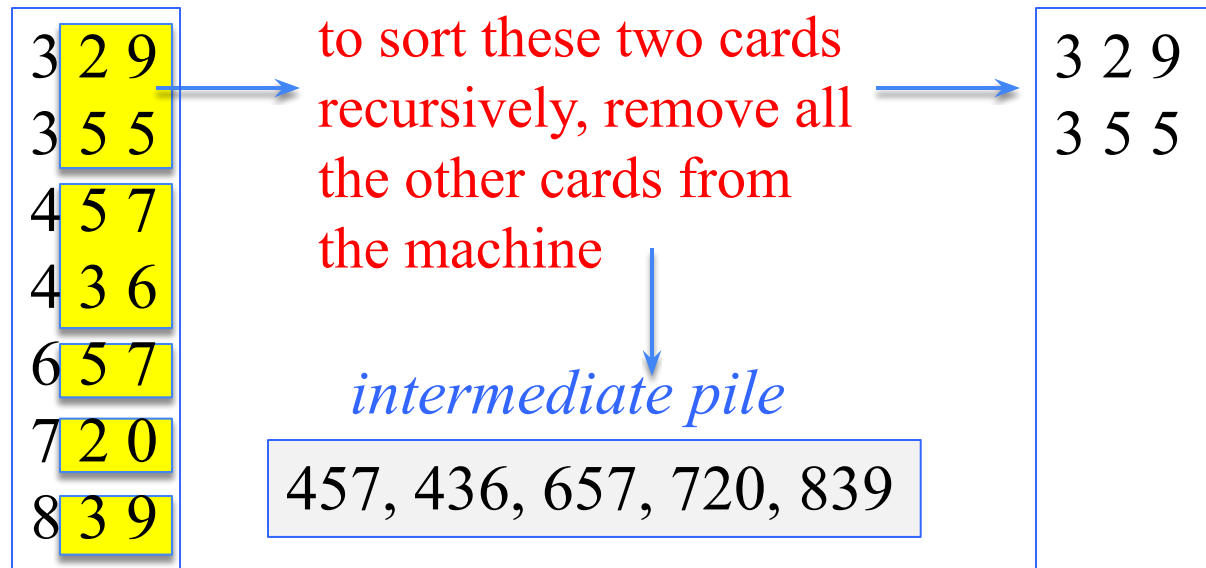 3 2 9
3 5 5
4 5 7
4 3 6
6 5 7
7 2 0
8 3 9
to sort these two cards
recursively, remove all
the other cards from
the machine
intermediate pile
457, 436, 657, 720, 839
3 2 9
3 5 5